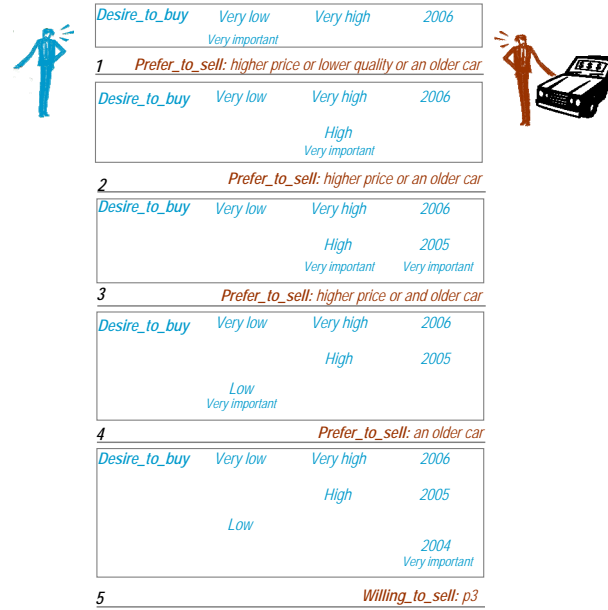 Desire_to_buy Very low Very high 2006
Very important
1 Prefer_to_sell: higher price or lower quality or an older car
Desire_to_buy Very low Very high 2006
High
Very important
2 Prefer_to_sell: higher price or an older car
Desire_to_buy Very low Very high 2006
High 2005
Very important Very important
3 Prefer_to_sell: higher price or and older car
Desire_to_buy Very low Very high 2006
High 2005
Low
Very important
4 Prefer_to_sell: an older car
Desire_to_buy Very low Very high 2006
High 2005
Low
2004
Very important
5 Willing_to_sell: p3
$ $ $